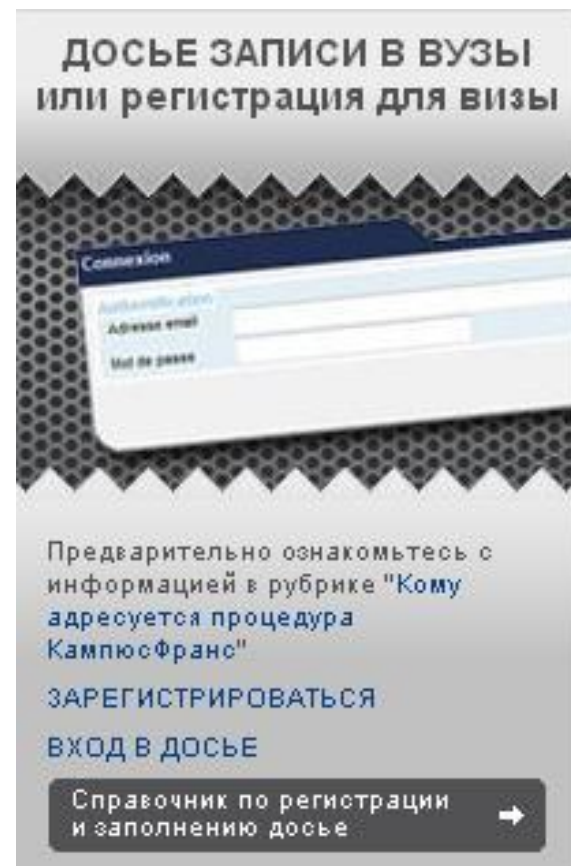 ДОСЬЕ ЗАПИСИ В ВУЗЫ
или регистрация для визы
Connexion
Authentification
Adresse email
Mot de passe
Предварительно ознакомьтесь с
информацией в рубрике "Кому
адресуется процедура
КампюсФранс"
ЗАРЕГИСТРИРОВАТЬСЯ
ВХОД В ДОСЬЕ
Справочник по регистрации
и заполнению досье